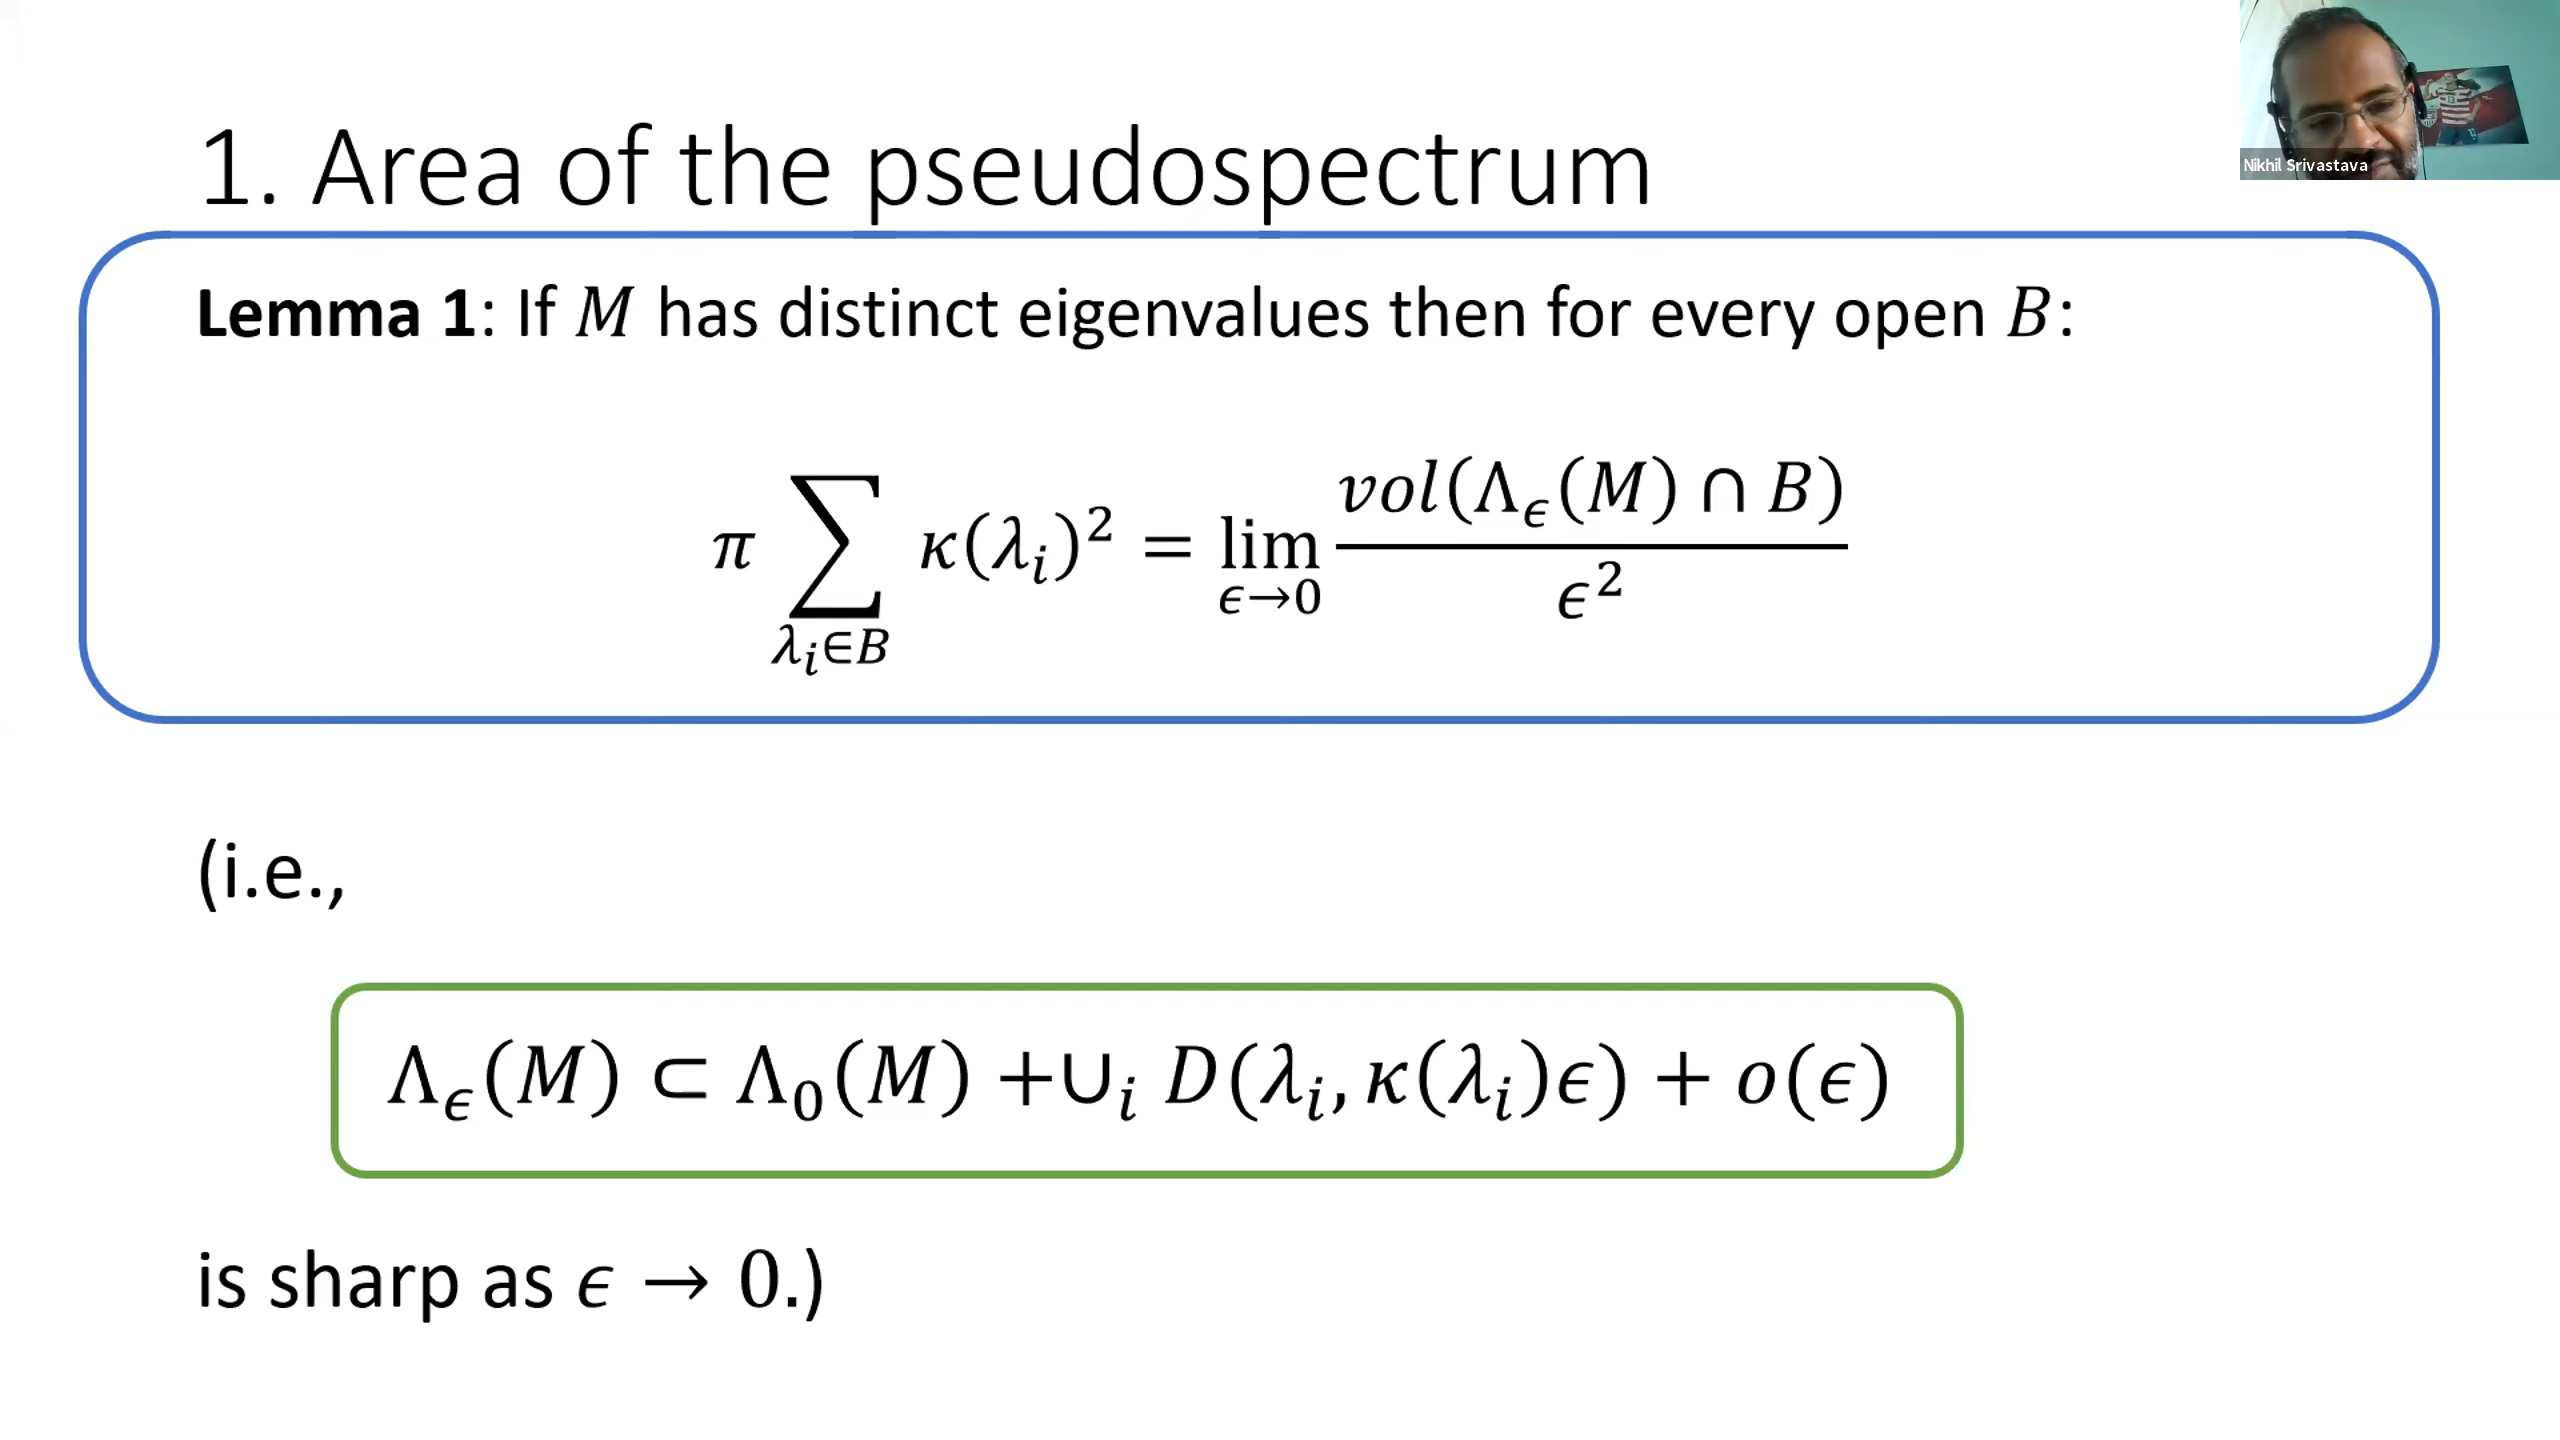 1. Area of the pseudospectrum
Nikhil Srivastava
Lemma 1: If M has distinct eigenvalues then for every open B:
π ∑_{λ_i∈B} κ(λ_i)² = lim_{ϵ→0} vol(Λ_ϵ(M) ∩ B) / ϵ²
(i.e.,
Λ_ϵ(M) ⊂ Λ_0(M) +∪_i D(λ_i, κ(λ_i)ϵ) + o(ϵ)
is sharp as ϵ → 0.)